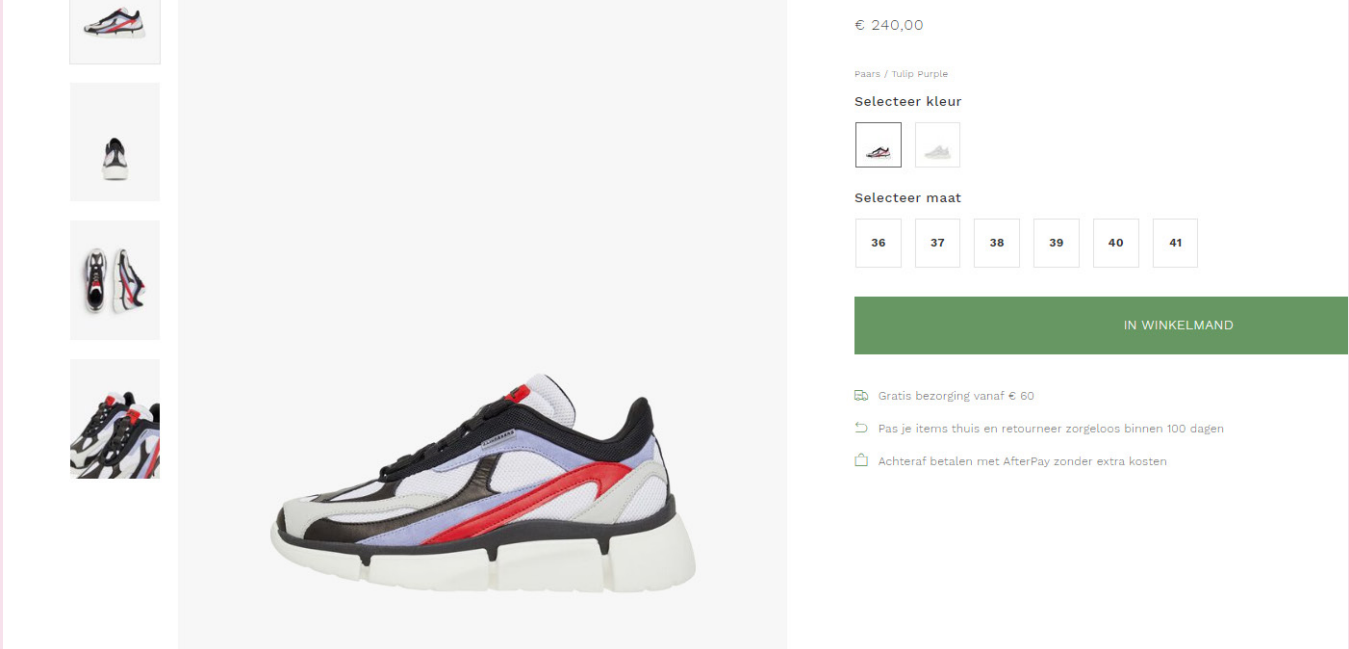 € 240,00
Paars / Tulip Purple
Selecteer kleur
Selecteer maat
36 37 38 39 40 41
IN WINKELMAND
Gratis bezorging vanaf € 60
Pas je items thuis en retourneer zorgeloos binnen 100 dagen
Achteraf betalen met AfterPay zonder extra kosten